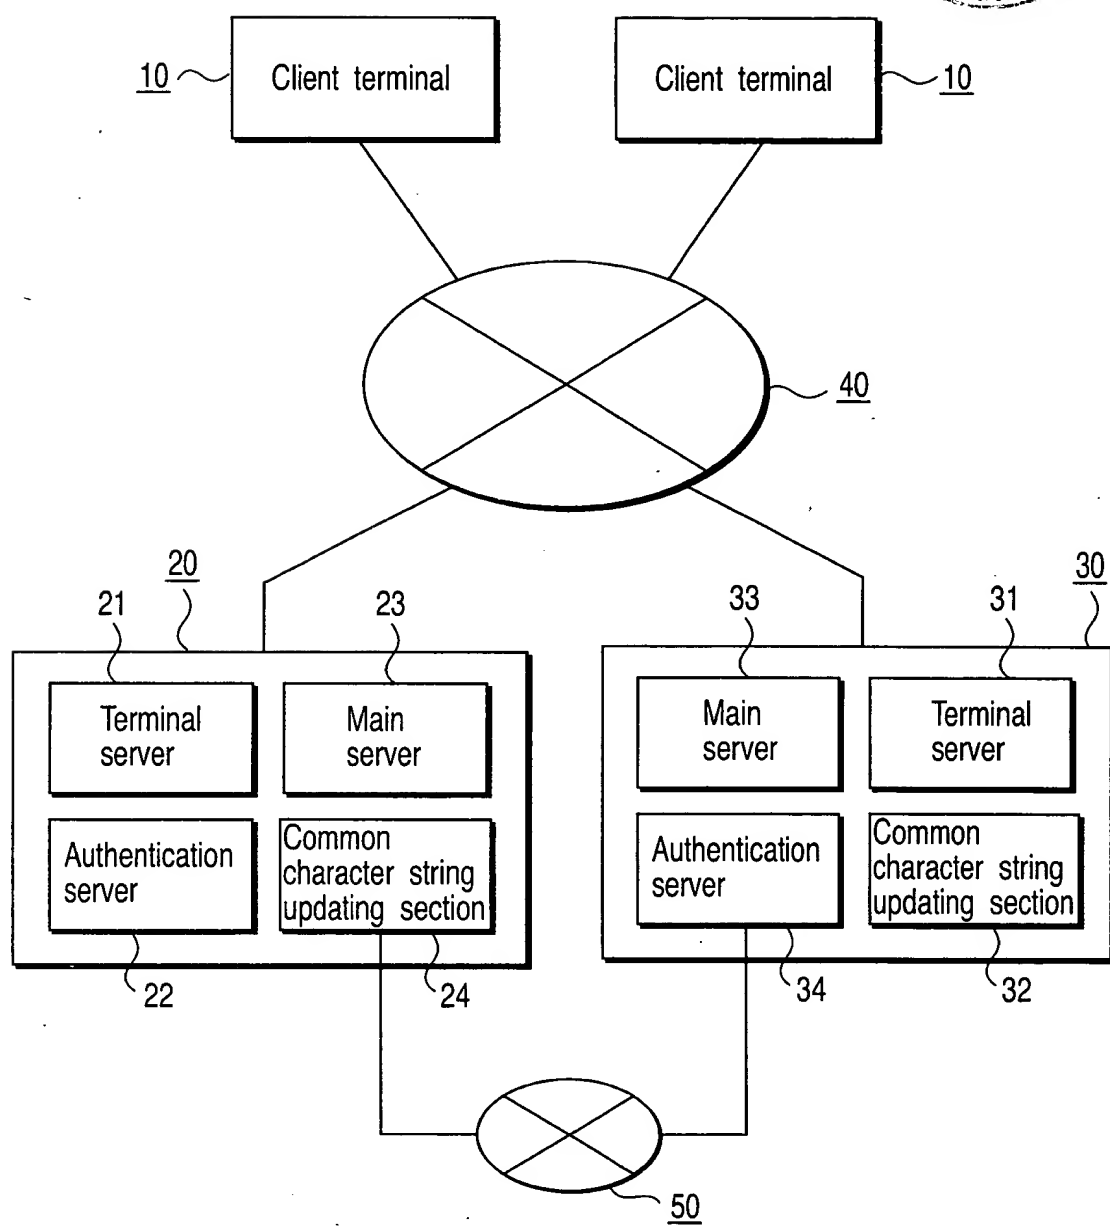 10
Client terminal
Client terminal
10
40
20
21
23
33
31
30
Terminal
server
Main
server
Main
server
Terminal
server
Authentication
server
Common
character string
updating section
Authentication
server
Common
character string
updating section
22
24
34
32
50